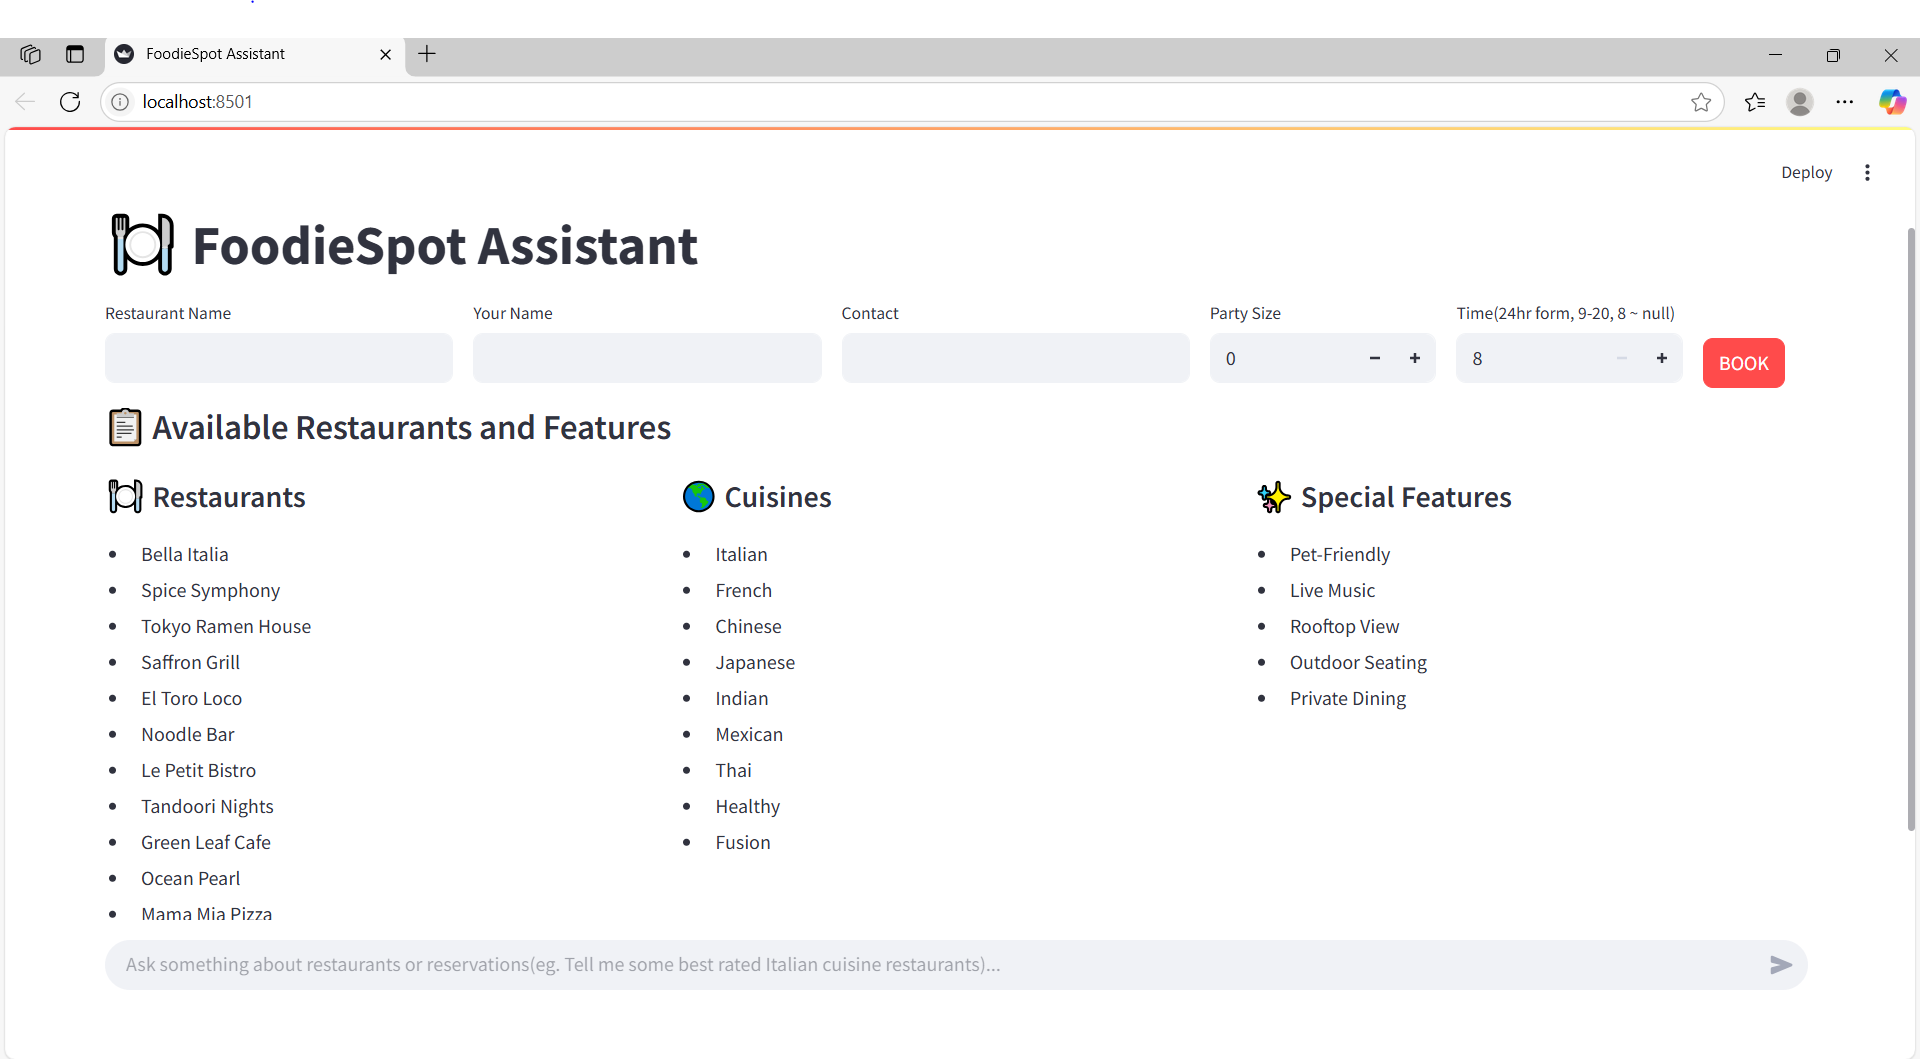 FoodieSpot Assistant
localhost:8501
Deploy
FoodieSpot Assistant
Restaurant Name
Your Name
Contact
Party Size
Time(24hr form, 9-20, 8 ~ null)
0
8
BOOK
Available Restaurants and Features
Restaurants
Bella Italia
Spice Symphony
Tokyo Ramen House
Saffron Grill
El Toro Loco
Noodle Bar
Le Petit Bistro
Tandoori Nights
Green Leaf Cafe
Ocean Pearl
Mama Mia Pizza
Cuisines
Italian
French
Chinese
Japanese
Indian
Mexican
Thai
Healthy
Fusion
Special Features
Pet-Friendly
Live Music
Rooftop View
Outdoor Seating
Private Dining
Ask something about restaurants or reservations(eg. Tell me some best rated Italian cuisine restaurants)...